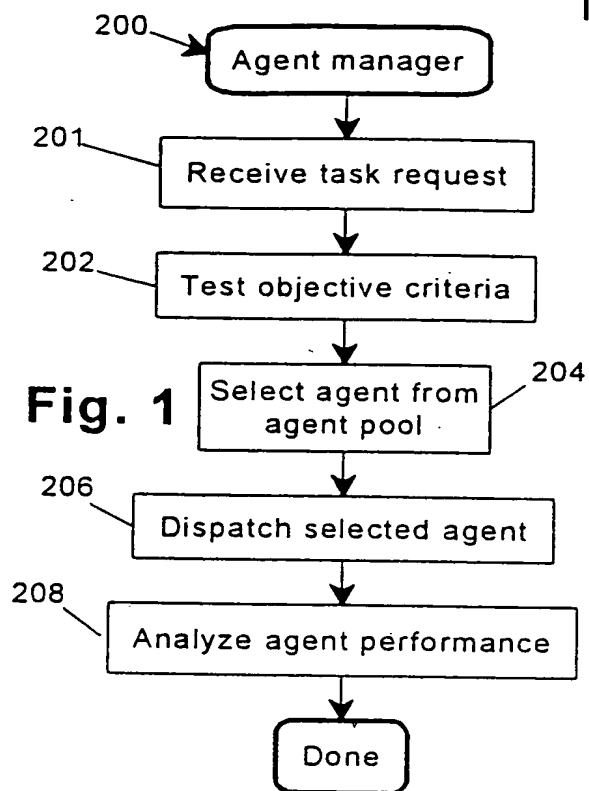 200
Agent manager
201
Receive task request
202
Test objective criteria
Fig. 1
Select agent from
agent pool
204
206
Dispatch selected agent
208
Analyze agent performance
Done